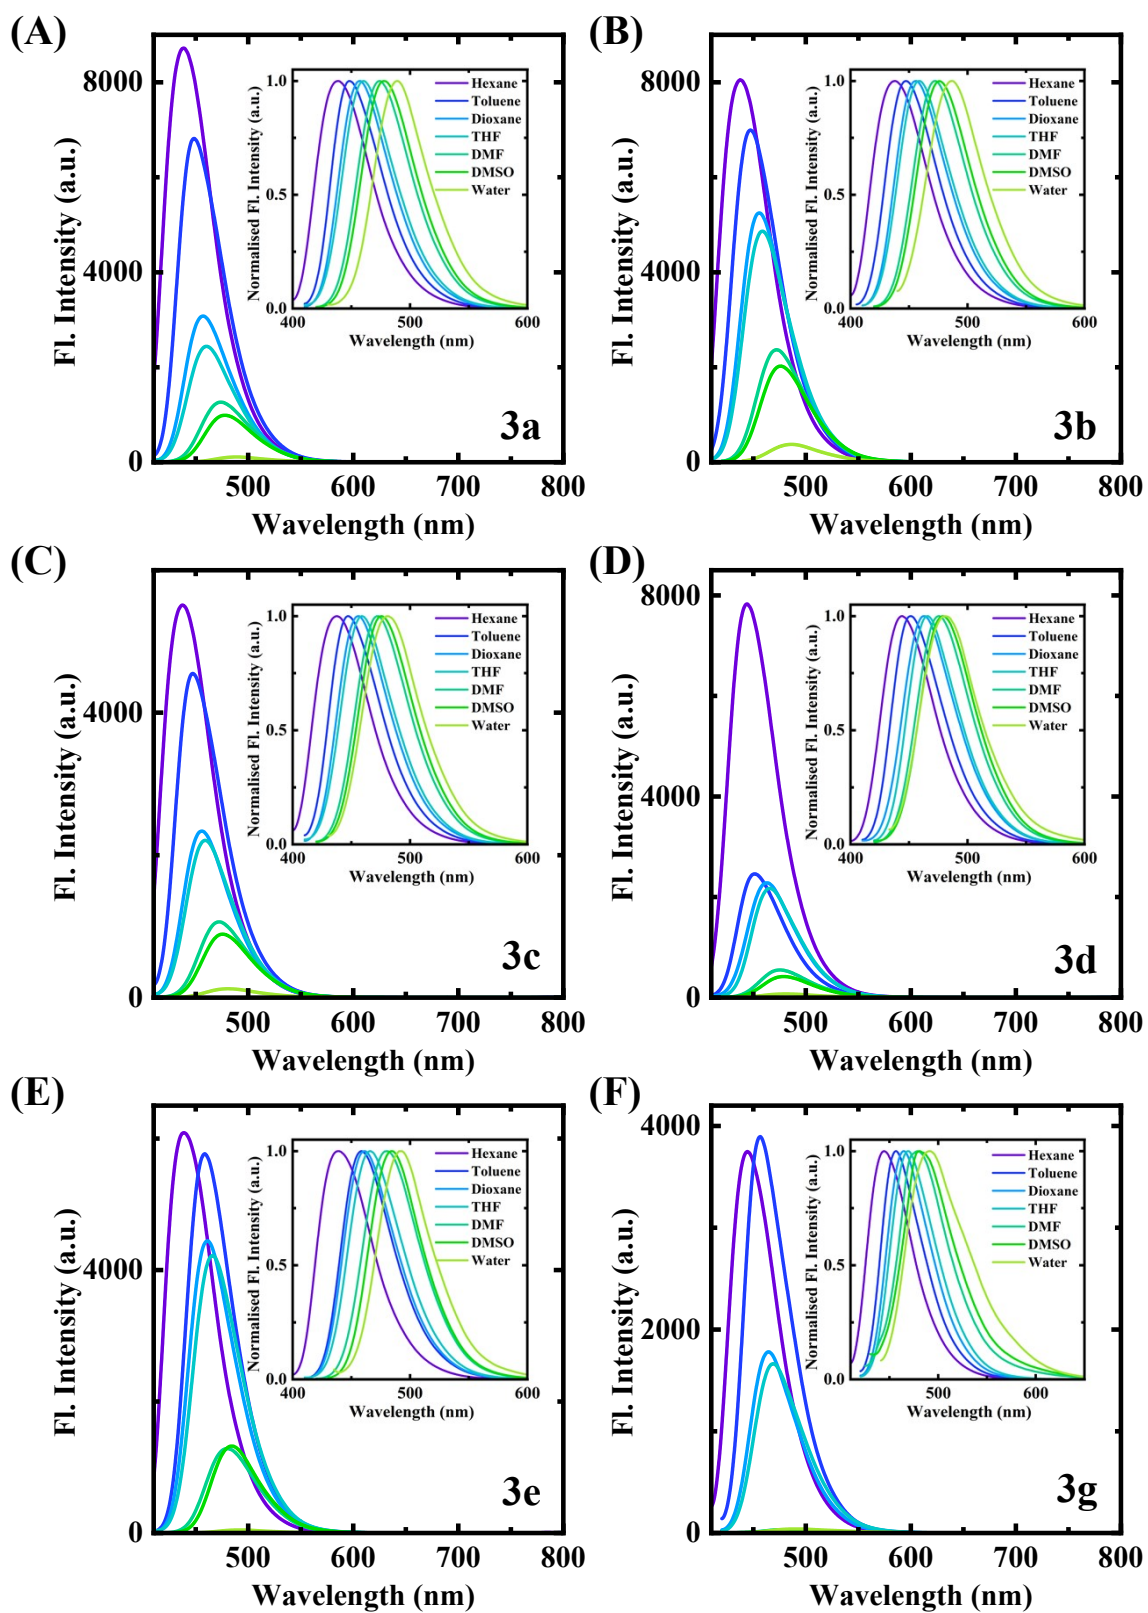 (A)
Fl. Intensity (a.u.)
8000
4000
0
500
600
700
800
Wavelength (nm)
3a
Normalised Fl. Intensity (a.u.)
1.0
0.5
0.0
400
500
600
Wavelength (nm)
Hexane
Toluene
Dioxane
THF
DMF
DMSO
Water
(B)
Fl. Intensity (a.u.)
8000
4000
0
500
600
700
800
Wavelength (nm)
3b
Normalised Fl. Intensity (a.u.)
1.0
0.5
0.0
400
500
600
Wavelength (nm)
Hexane
Toluene
Dioxane
THF
DMF
DMSO
Water
(C)
Fl. Intensity (a.u.)
4000
0
500
600
700
800
Wavelength (nm)
3c
Normalised Fl. Intensity (a.u.)
1.0
0.5
0.0
400
500
600
Wavelength (nm)
Hexane
Toluene
Dioxane
THF
DMF
DMSO
Water
(D)
Fl. Intensity (a.u.)
8000
4000
0
500
600
700
800
Wavelength (nm)
3d
Normalised Fl. Intensity (a.u.)
1.0
0.5
0.0
400
500
600
Wavelength (nm)
Hexane
Toluene
Dioxane
THF
DMF
DMSO
Water
(E)
Fl. Intensity (a.u.)
4000
0
500
600
700
800
Wavelength (nm)
3e
Normalised Fl. Intensity (a.u.)
1.0
0.5
0.0
400
500
600
Wavelength (nm)
Hexane
Toluene
Dioxane
THF
DMF
DMSO
Water
(F)
Fl. Intensity (a.u.)
4000
2000
0
500
600
700
800
Wavelength (nm)
3g
Normalised Fl. Intensity (a.u.)
1.0
0.5
0.0
500
600
Wavelength (nm)
Hexane
Toluene
Dioxane
THF
DMF
DMSO
Water